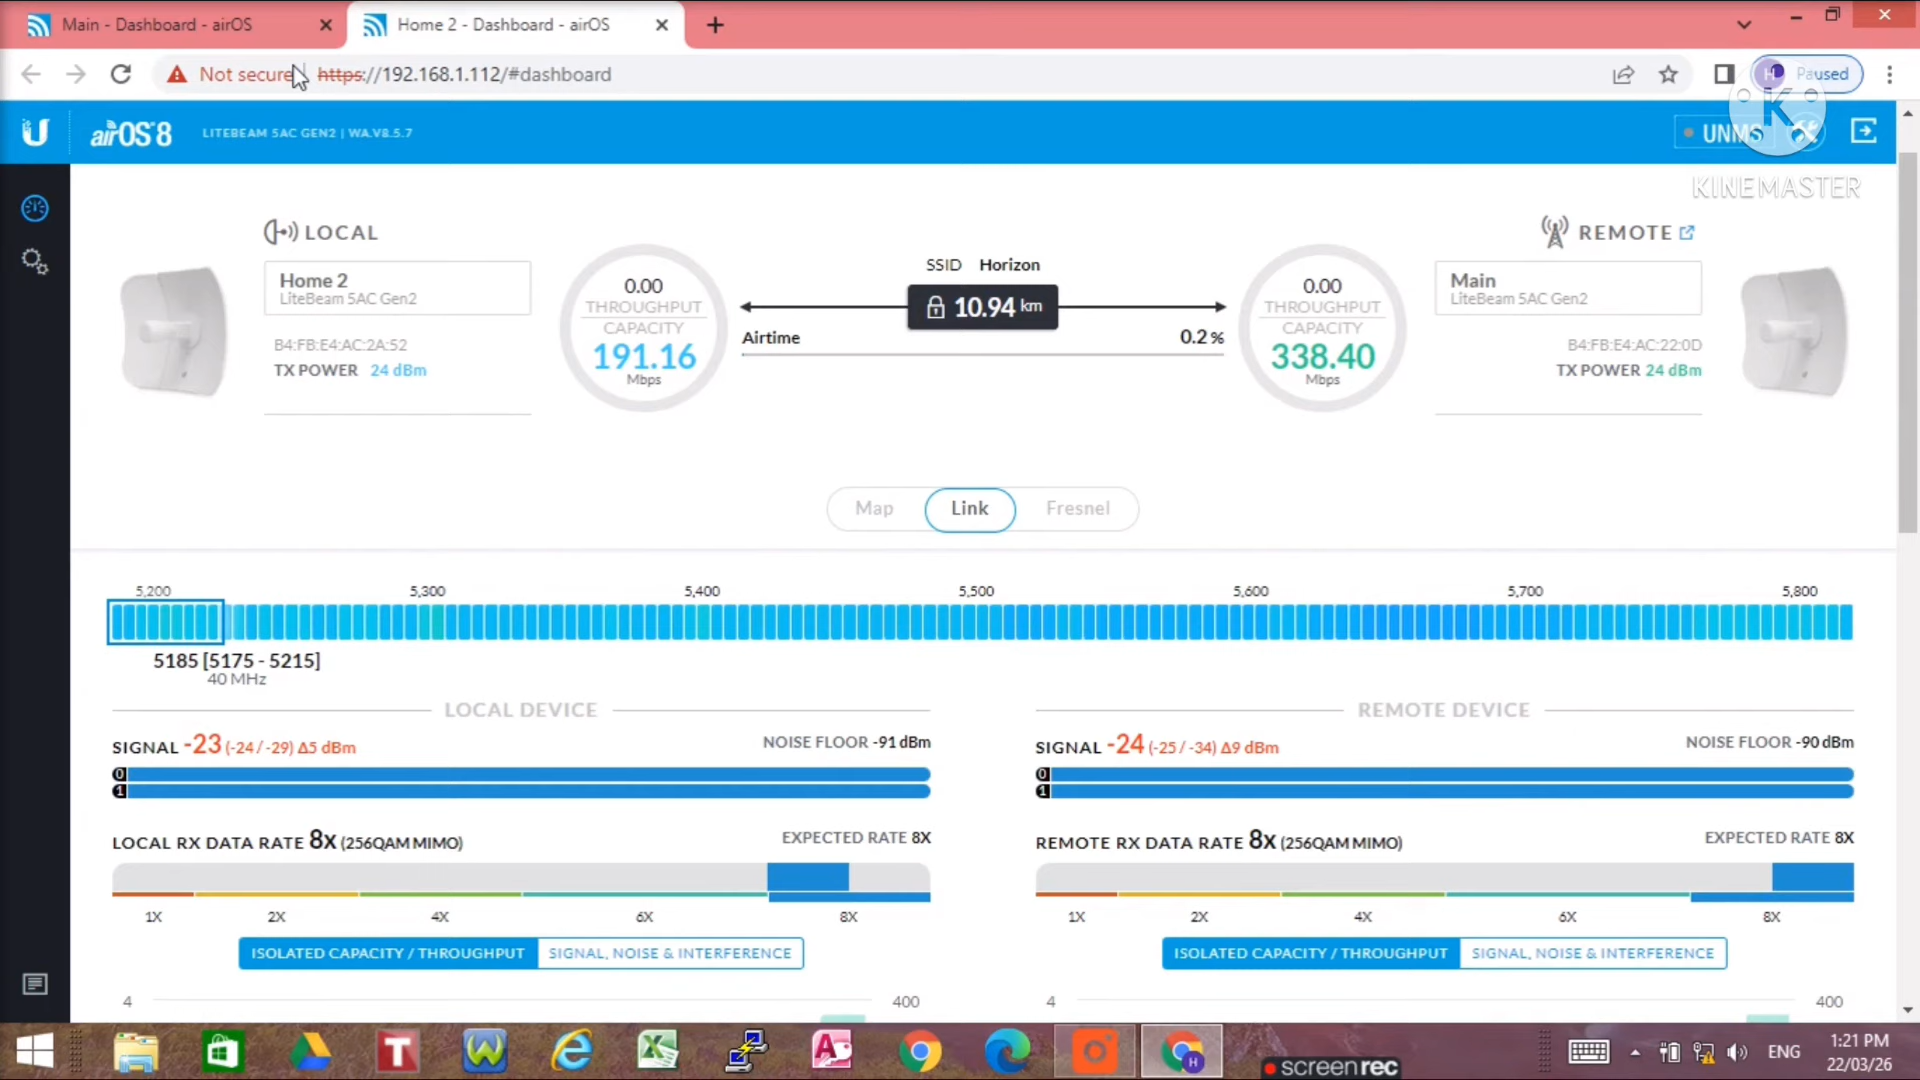 Main - Dashboard - airOS
Home 2 - Dashboard - airOS
Not secure https://192.168.1.112/#dashboard
H Paused
airOS 8 LITEBEAM 5AC GEN2 | WA.V8.5.7
UNMS
K
KINEMASTER
LOCAL
Home 2
LiteBeam 5AC Gen2
B4:FB:E4:AC:2A:52
TX POWER 24 dBm
0.00
THROUGHPUT
CAPACITY
191.16
Mbps
SSID Horizon
10.94 km
Airtime 0.2 %
0.00
THROUGHPUT
CAPACITY
338.40
Mbps
REMOTE
Main
LiteBeam 5AC Gen2
B4:FB:E4:AC:22:0D
TX POWER 24 dBm
Map Link Fresnel
5,200 5,300 5,400 5,500 5,600 5,700 5,800
5185 [5175 - 5215]
40 MHz
LOCAL DEVICE
SIGNAL -23 (-24 / -29) Δ5 dBm NOISE FLOOR -91 dBm
0
1
LOCAL RX DATA RATE 8X (256QAM MIMO) EXPECTED RATE 8X
1X 2X 4X 6X 8X
ISOLATED CAPACITY / THROUGHPUT SIGNAL, NOISE & INTERFERENCE
4 400
REMOTE DEVICE
SIGNAL -24 (-25 / -34) Δ9 dBm NOISE FLOOR -90 dBm
0
1
REMOTE RX DATA RATE 8X (256QAM MIMO) EXPECTED RATE 8X
1X 2X 4X 6X 8X
ISOLATED CAPACITY / THROUGHPUT SIGNAL, NOISE & INTERFERENCE
4 400
screenrec
ENG
1:21 PM
22/03/26